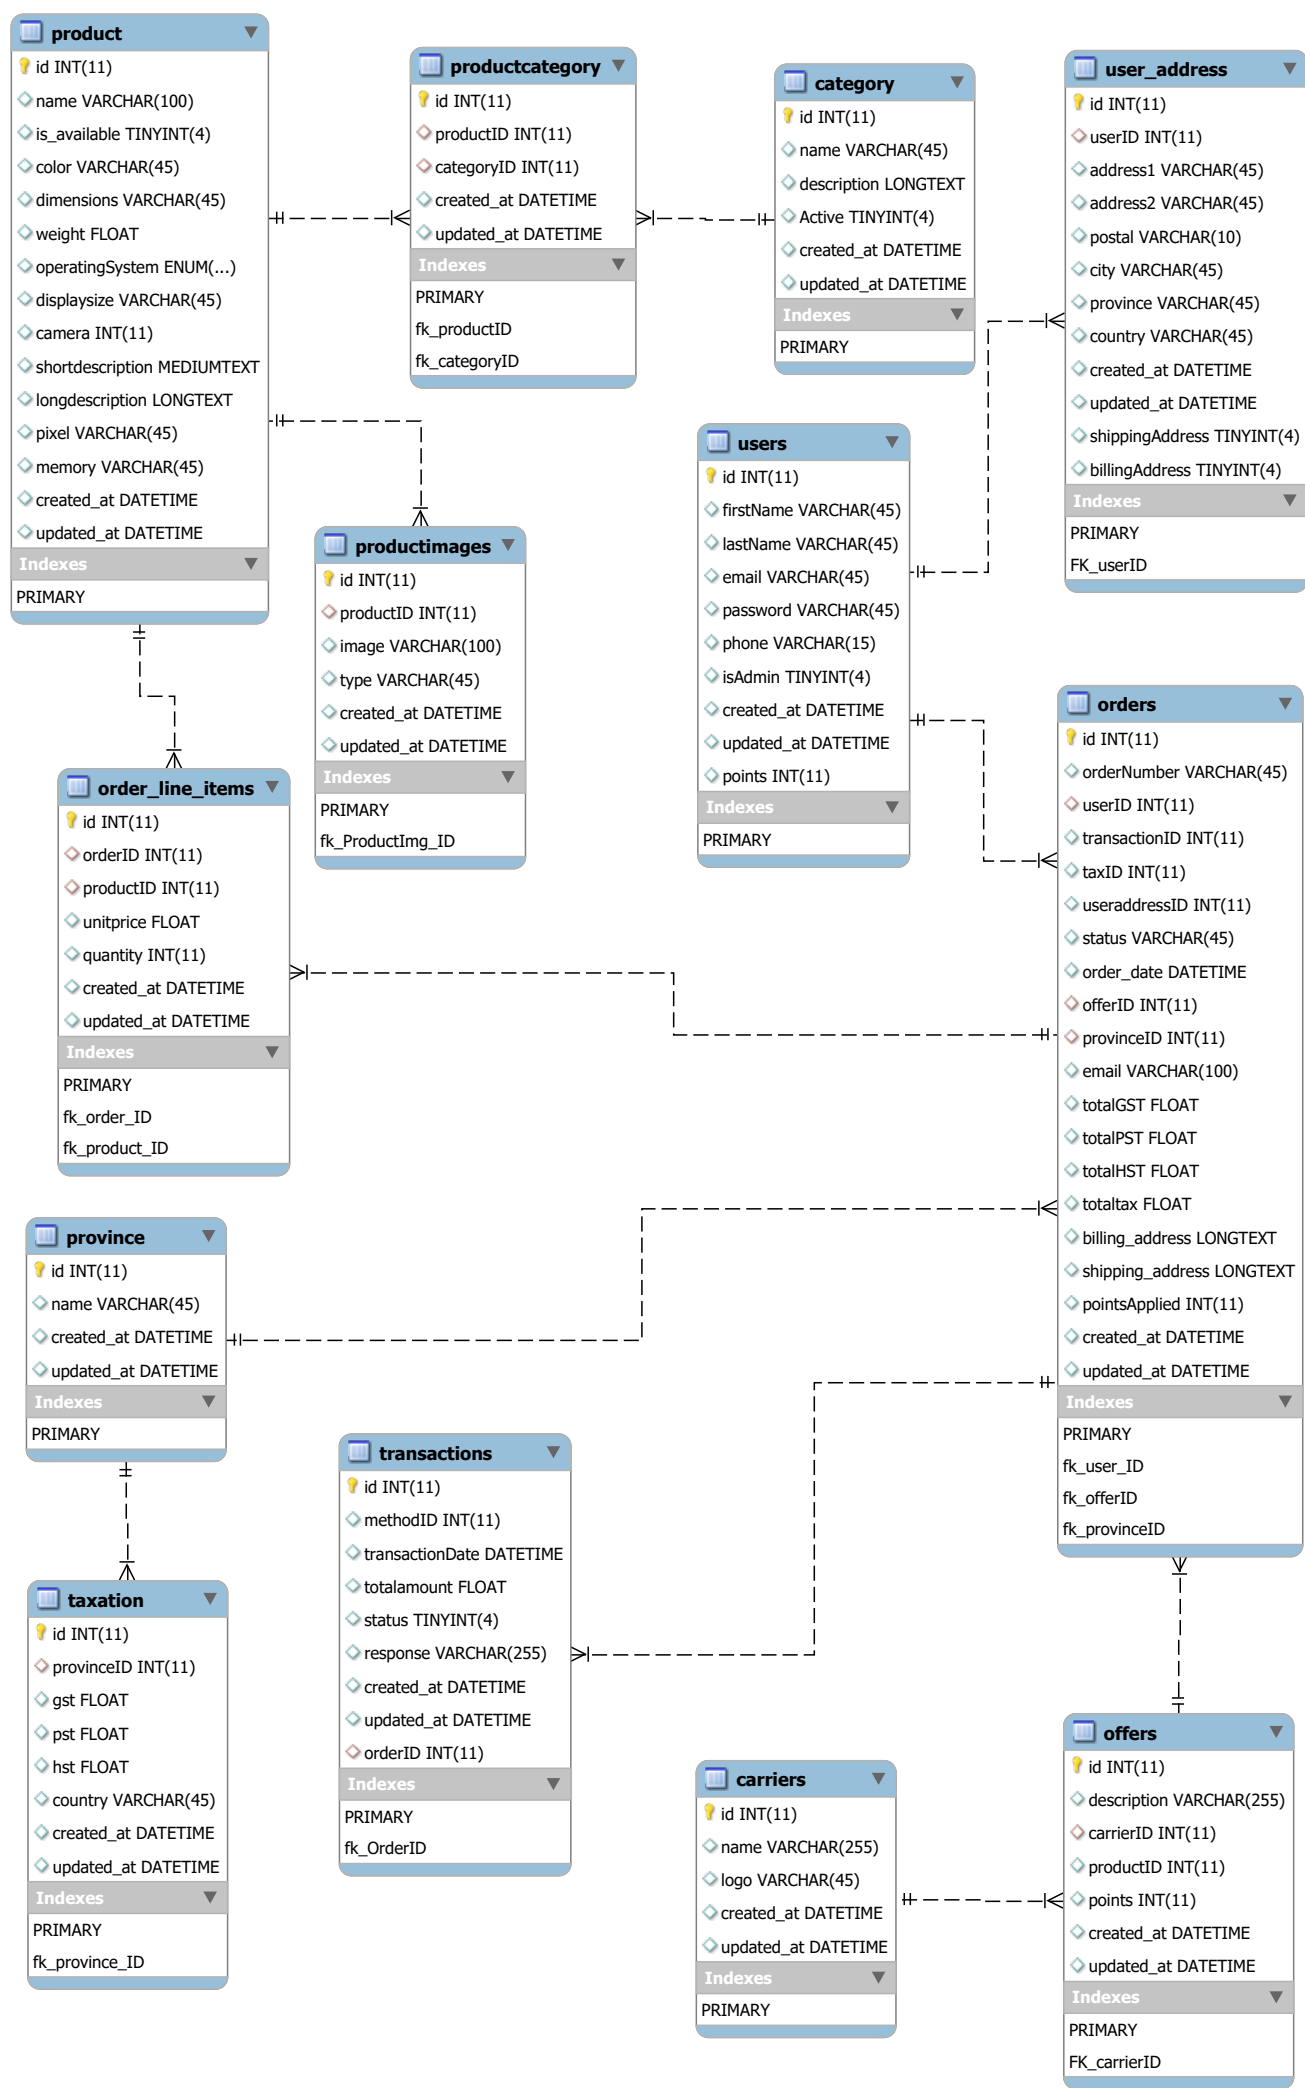 product
id INT(11)
name VARCHAR(100)
is_available TINYINT(4)
color VARCHAR(45)
dimensions VARCHAR(45)
weight FLOAT
operatingSystem ENUM(...)
displaysize VARCHAR(45)
camera INT(11)
shortdescription MEDIUMTEXT
longdescription LONGTEXT
pixel VARCHAR(45)
memory VARCHAR(45)
created_at DATETIME
updated_at DATETIME
Indexes
PRIMARY
productcategory
id INT(11)
productID INT(11)
categoryID INT(11)
created_at DATETIME
updated_at DATETIME
Indexes
PRIMARY
fk_productID
fk_categoryID
category
id INT(11)
name VARCHAR(45)
description LONGTEXT
Active TINYINT(4)
created_at DATETIME
updated_at DATETIME
Indexes
PRIMARY
user_address
id INT(11)
userID INT(11)
address1 VARCHAR(45)
address2 VARCHAR(45)
postal VARCHAR(10)
city VARCHAR(45)
province VARCHAR(45)
country VARCHAR(45)
created_at DATETIME
updated_at DATETIME
shippingAddress TINYINT(4)
billingAddress TINYINT(4)
Indexes
PRIMARY
FK_userID
users
id INT(11)
firstName VARCHAR(45)
lastName VARCHAR(45)
email VARCHAR(45)
password VARCHAR(45)
phone VARCHAR(15)
isAdmin TINYINT(4)
created_at DATETIME
updated_at DATETIME
points INT(11)
Indexes
PRIMARY
productimages
id INT(11)
productID INT(11)
image VARCHAR(100)
type VARCHAR(45)
created_at DATETIME
updated_at DATETIME
Indexes
PRIMARY
fk_ProductImg_ID
order_line_items
id INT(11)
orderID INT(11)
productID INT(11)
unitprice FLOAT
quantity INT(11)
created_at DATETIME
updated_at DATETIME
Indexes
PRIMARY
fk_order_ID
fk_product_ID
orders
id INT(11)
orderNumber VARCHAR(45)
userID INT(11)
transactionID INT(11)
taxID INT(11)
useraddressID INT(11)
status VARCHAR(45)
order_date DATETIME
offerID INT(11)
provinceID INT(11)
email VARCHAR(100)
totalGST FLOAT
totalPST FLOAT
totalHST FLOAT
totaltax FLOAT
billing_address LONGTEXT
shipping_address LONGTEXT
pointsApplied INT(11)
created_at DATETIME
updated_at DATETIME
Indexes
PRIMARY
fk_user_ID
fk_offerID
fk_provinceID
province
id INT(11)
name VARCHAR(45)
created_at DATETIME
updated_at DATETIME
Indexes
PRIMARY
transactions
id INT(11)
methodID INT(11)
transactionDate DATETIME
totalamount FLOAT
status TINYINT(4)
response VARCHAR(255)
created_at DATETIME
updated_at DATETIME
orderID INT(11)
Indexes
PRIMARY
fk_OrderID
taxation
id INT(11)
provinceID INT(11)
gst FLOAT
pst FLOAT
hst FLOAT
country VARCHAR(45)
created_at DATETIME
updated_at DATETIME
Indexes
PRIMARY
fk_province_ID
carriers
id INT(11)
name VARCHAR(255)
logo VARCHAR(45)
created_at DATETIME
updated_at DATETIME
Indexes
PRIMARY
offers
id INT(11)
description VARCHAR(255)
carrierID INT(11)
productID INT(11)
points INT(11)
created_at DATETIME
updated_at DATETIME
Indexes
PRIMARY
FK_carrierID